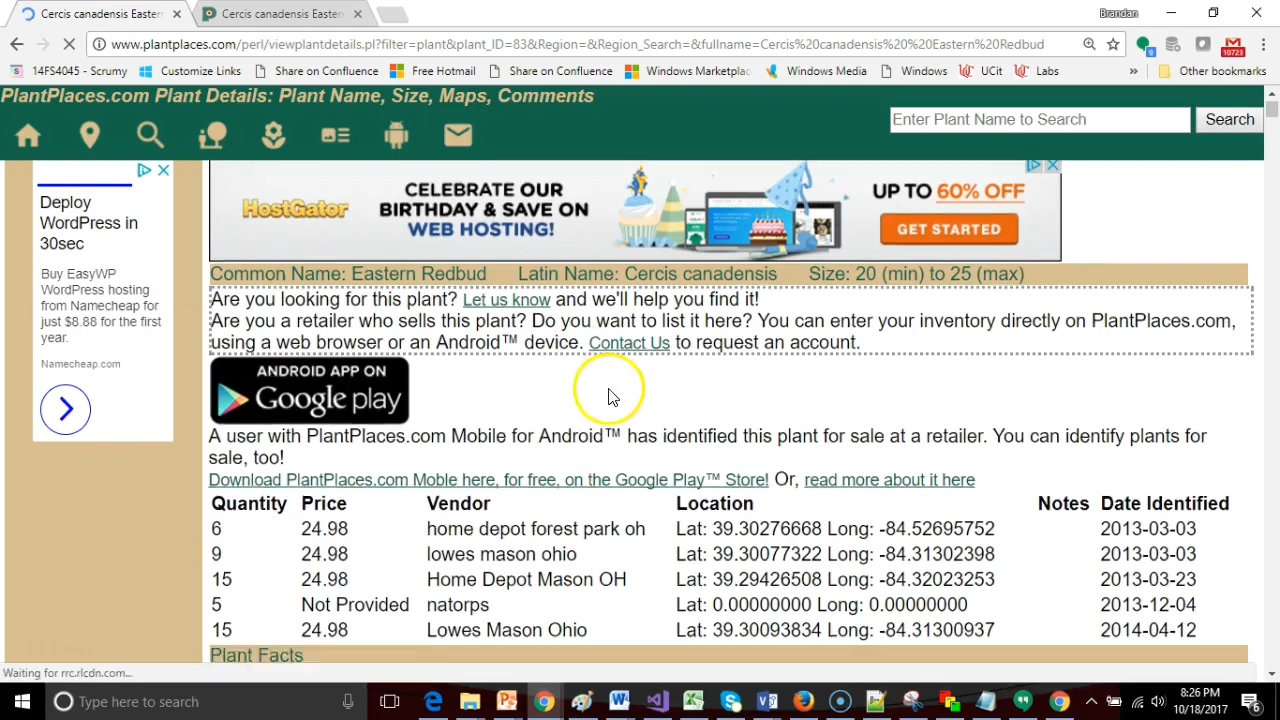 Cercis canadensis Eastern
Cercis canadensis Eastern
Brandan
www.plantplaces.com/perl/viewplantdetails.pl?filter=plant&plant_ID=83&Region=&Region_Search=&fullname=Cercis%20canadensis%20%20Eastern%20Redbud
9
10723
14FS4045 - Scrumy
Customize Links
Share on Confluence
Free Hotmail
Share on Confluence
Windows Marketplac
Windows Media
Windows
UCit
Labs
»
Other bookmarks
PlantPlaces.com Plant Details: Plant Name, Size, Maps, Comments
Enter Plant Name to Search
Search
Deploy
WordPress in
30sec
Buy EasyWP
WordPress hosting
from Namecheap for
just $8.88 for the first
year.
Namecheap.com
HostGator
CELEBRATE OUR
BIRTHDAY & SAVE ON
WEB HOSTING!
UP TO 60% OFF
GET STARTED
Common Name: Eastern Redbud Latin Name: Cercis canadensis Size: 20 (min) to 25 (max)
Are you looking for this plant? Let us know and we'll help you find it!
Are you a retailer who sells this plant? Do you want to list it here? You can enter your inventory directly on PlantPlaces.com,
using a web browser or an Android™ device. Contact Us to request an account.
ANDROID APP ON
Google play
A user with PlantPlaces.com Mobile for Android™ has identified this plant for sale at a retailer. You can identify plants for
sale, too!
Download PlantPlaces.com Moble here, for free, on the Google Play™ Store! Or, read more about it here
Quantity Price Vendor Location Notes Date Identified
6 24.98 home depot forest park oh Lat: 39.30276668 Long: -84.52695752 2013-03-03
9 24.98 lowes mason ohio Lat: 39.30077322 Long: -84.31302398 2013-03-03
15 24.98 Home Depot Mason OH Lat: 39.29426508 Long: -84.32023253 2013-03-23
5 Not Provided natorps Lat: 0.00000000 Long: 0.00000000 2013-12-04
15 24.98 Lowes Mason Ohio Lat: 39.30093834 Long: -84.31300937 2014-04-12
Plant Facts
Waiting for rrc.rlcdn.com...
Type here to search
8:26 PM
10/18/2017
6